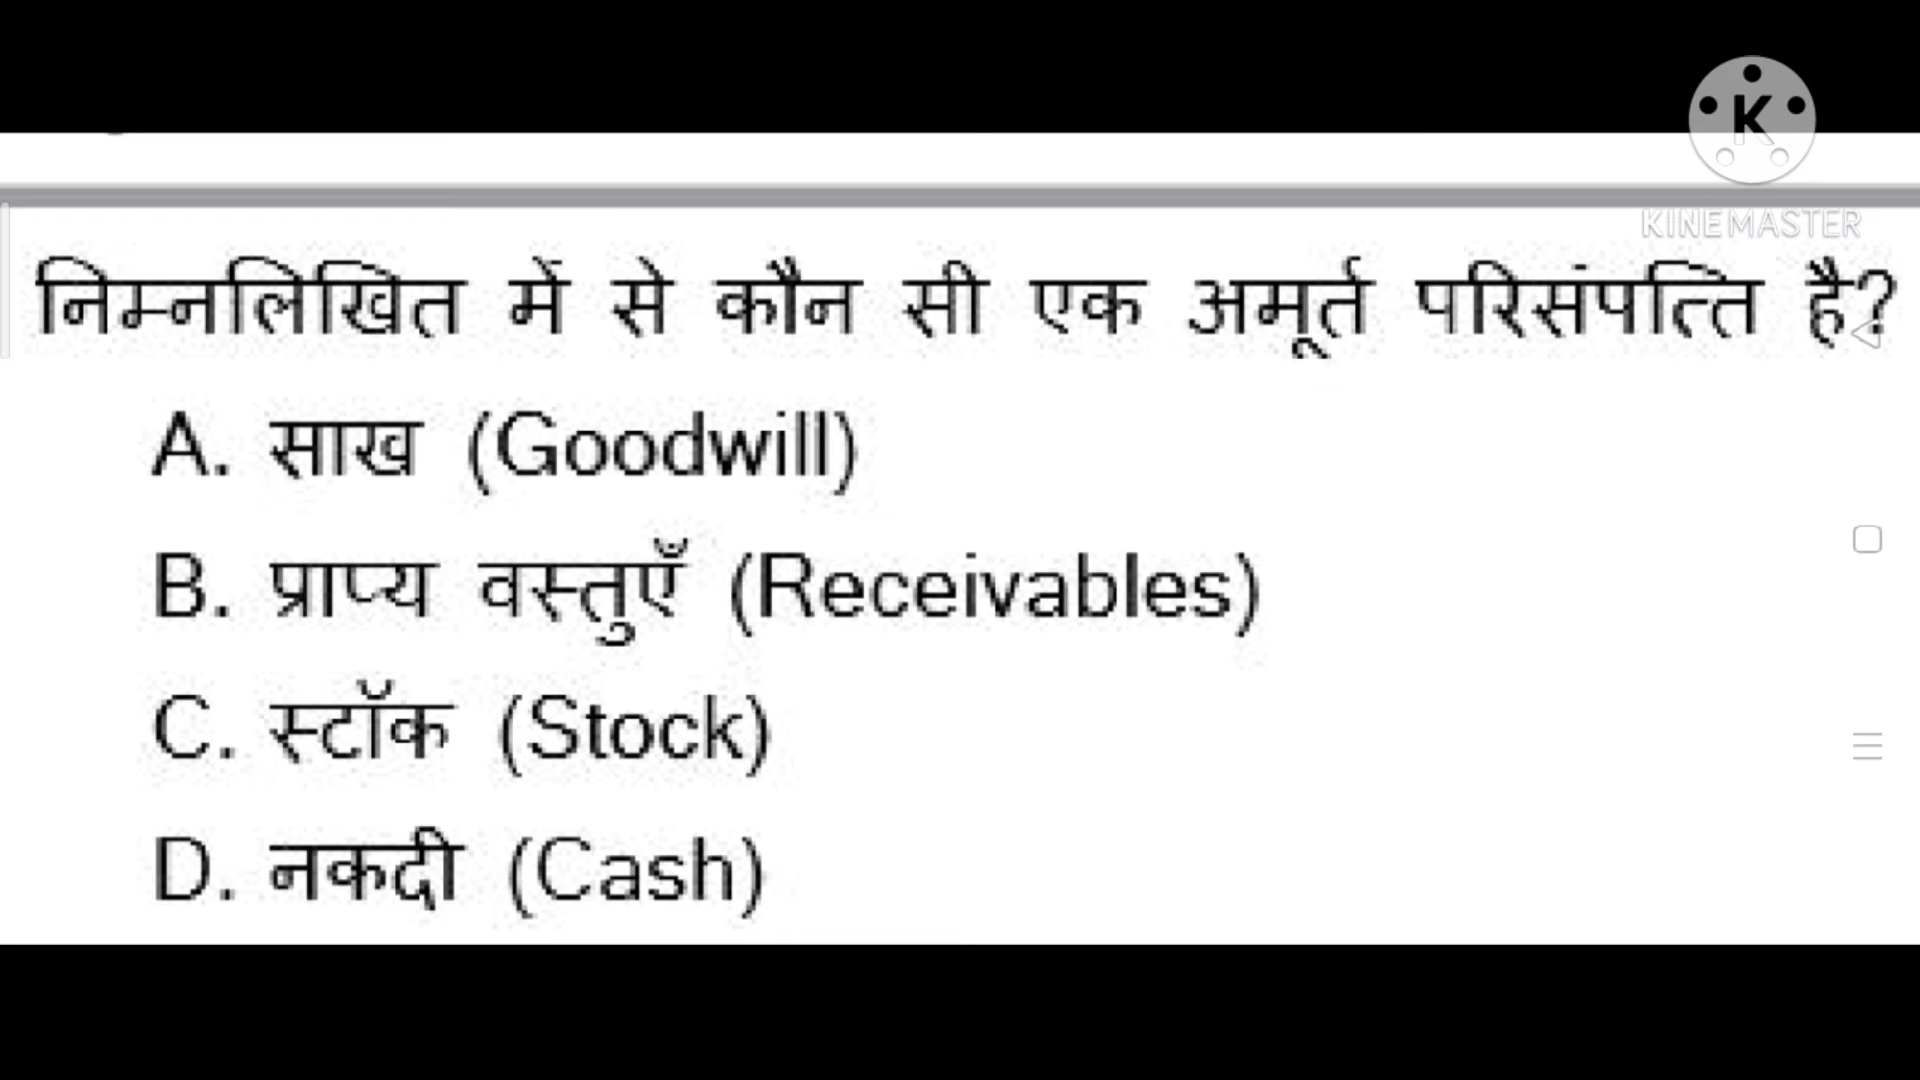 K
KINEMASTER
निम्नलिखित में से कौन सी एक अमूर्त परिसंपत्ति है?
A. साख (Goodwill)
B. प्राप्य वस्तुएँ (Receivables)
C. स्टॉक (Stock)
D. नकदी (Cash)